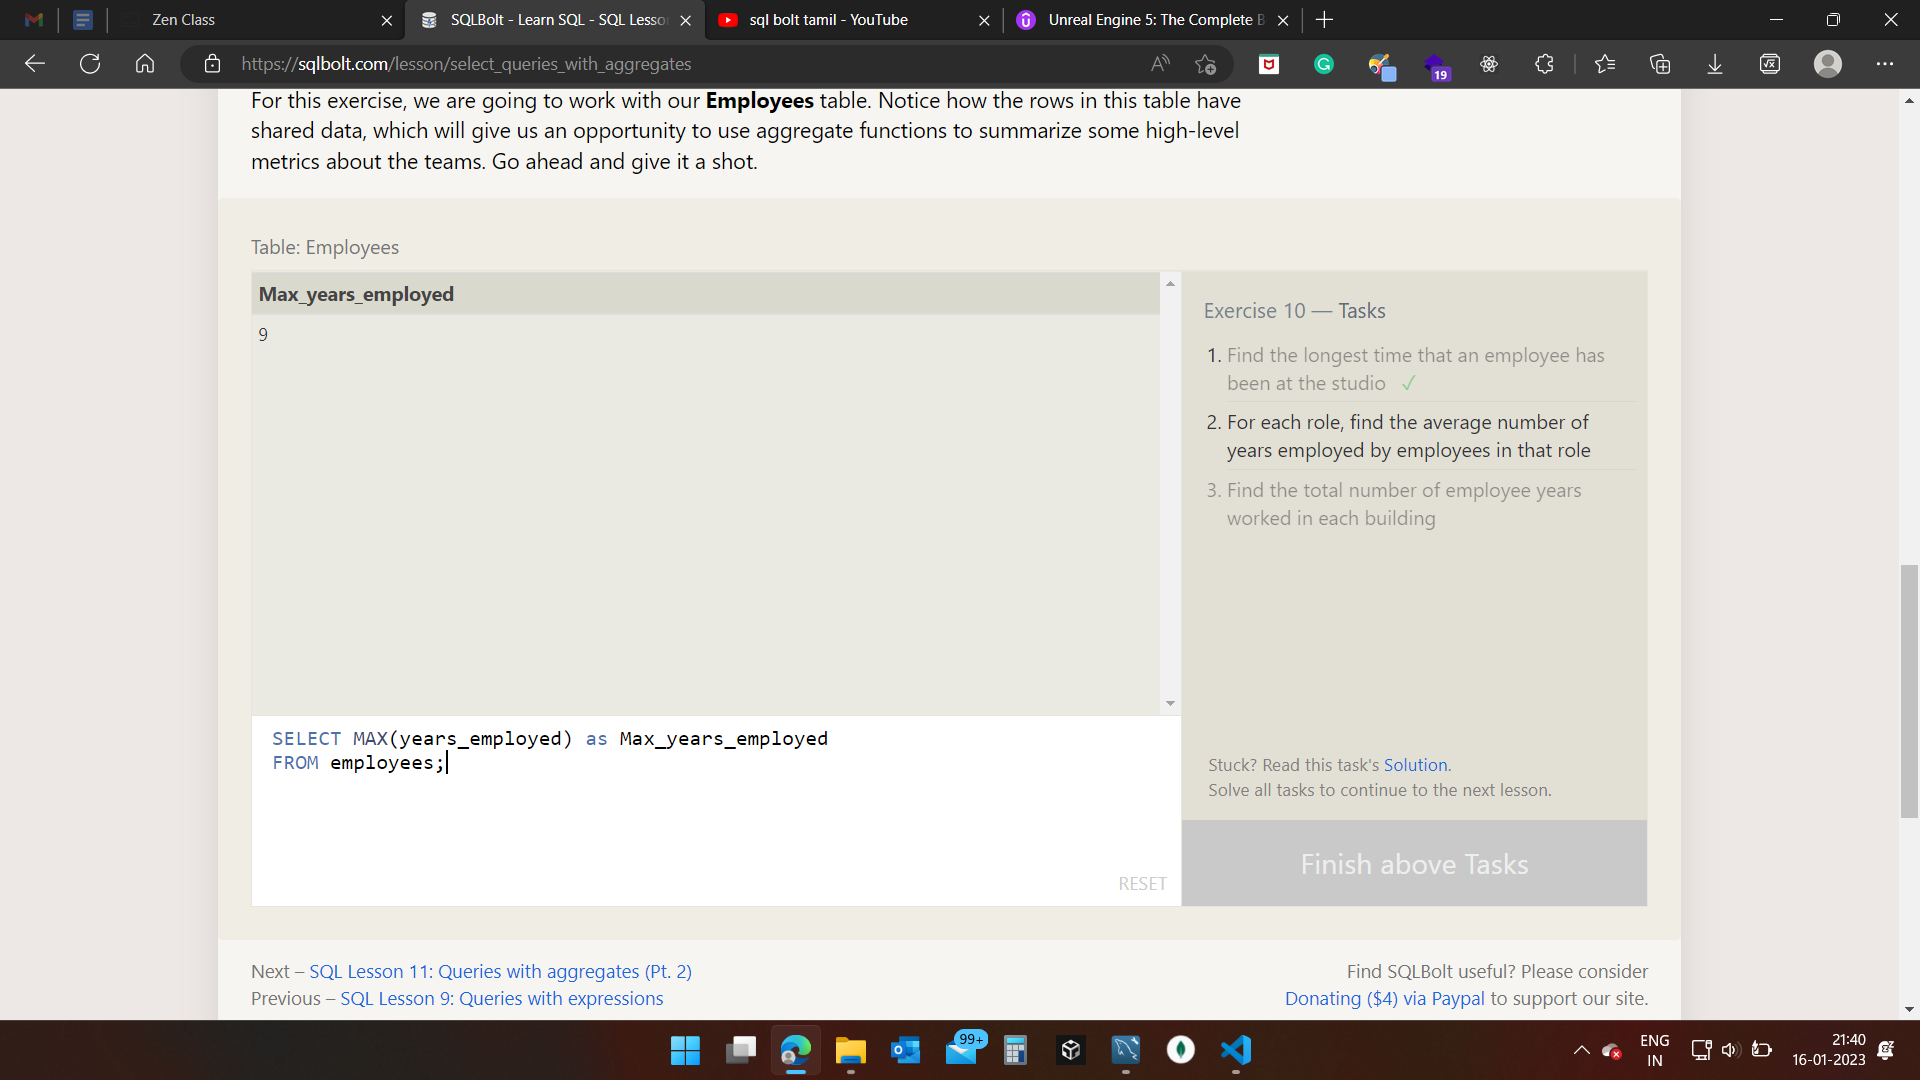 Zen Class
SQLBolt - Learn SQL - SQL Lesso
sql bolt tamil - YouTube
Unreal Engine 5: The Complete B
https://sqlbolt.com/lesson/select_queries_with_aggregates
19
For this exercise, we are going to work with our Employees table. Notice how the rows in this table have
shared data, which will give us an opportunity to use aggregate functions to summarize some high-level
metrics about the teams. Go ahead and give it a shot.
Table: Employees
Max_years_employed
9
Exercise 10 — Tasks
1. Find the longest time that an employee has
been at the studio ✓
2. For each role, find the average number of
years employed by employees in that role
3. Find the total number of employee years
worked in each building
SELECT MAX(years_employed) as Max_years_employed
FROM employees;
RESET
Stuck? Read this task's Solution.
Solve all tasks to continue to the next lesson.
Finish above Tasks
Next – SQL Lesson 11: Queries with aggregates (Pt. 2)
Previous – SQL Lesson 9: Queries with expressions
Find SQLBolt useful? Please consider
Donating ($4) via Paypal to support our site.
99+
ENG
IN
21:40
16-01-2023